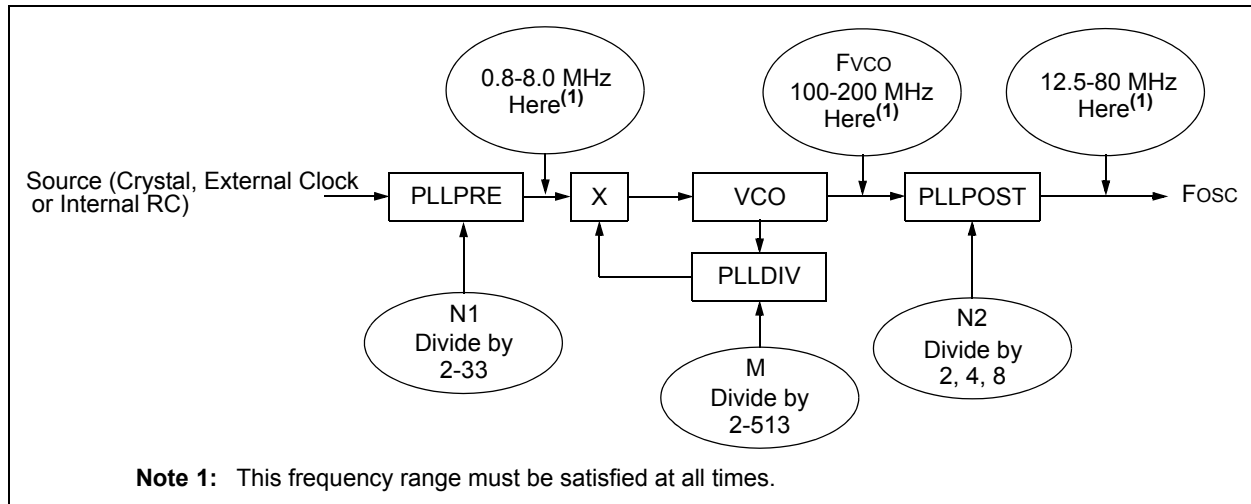 0.8-8.0 MHz
Here(1)
FVCO
100-200 MHz
Here(1)
12.5-80 MHz
Here(1)
Source (Crystal, External Clock
or Internal RC)
PLLPRE
X
VCO
PLLPOST
FOSC
PLLDIV
N1
Divide by
2-33
M
Divide by
2-513
N2
Divide by
2, 4, 8
Note 1: This frequency range must be satisfied at all times.